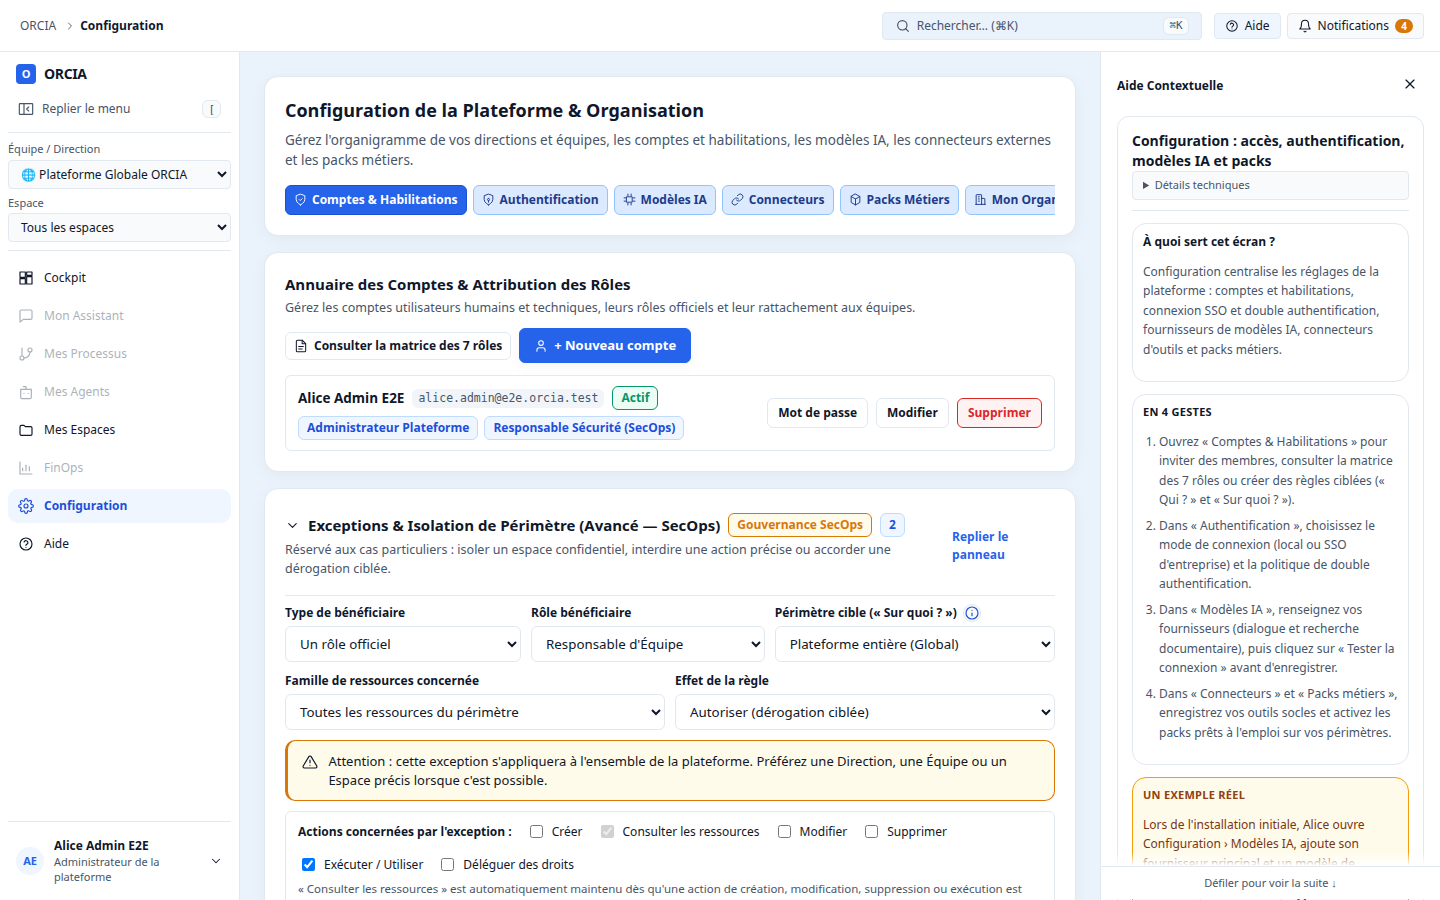 ORCIA > Configuration
Rechercher... (⌘K)
⌘K
Aide
Notifications 4
O ORCIA
Replier le menu [
Équipe / Direction
🌐 Plateforme Globale ORCIA
Espace
Tous les espaces
Cockpit
Mon Assistant
Mes Processus
Mes Agents
Mes Espaces
FinOps
Configuration
Aide
AE
Alice Admin E2E
Administrateur de la
plateforme
Configuration de la Plateforme & Organisation
Gérez l'organigramme de vos directions et équipes, les comptes et habilitations, les modèles IA, les connecteurs externes
et les packs métiers.
Comptes & Habilitations
Authentification
Modèles IA
Connecteurs
Packs Métiers
Mon Organ
Annuaire des Comptes & Attribution des Rôles
Gérez les comptes utilisateurs humains et techniques, leurs rôles officiels et leur rattachement aux équipes.
Consulter la matrice des 7 rôles
+ Nouveau compte
Alice Admin E2E alice.admin@e2e.orcia.test Actif
Administrateur Plateforme Responsable Sécurité (SecOps)
Mot de passe
Modifier
Supprimer
Exceptions & Isolation de Périmètre (Avancé — SecOps) Gouvernance SecOps 2
Réservé aux cas particuliers : isoler un espace confidentiel, interdire une action précise ou accorder une
dérogation ciblée.
Replier le
panneau
Type de bénéficiaire
Un rôle officiel
Rôle bénéficiaire
Responsable d'Équipe
Périmètre cible (« Sur quoi ? »)
Plateforme entière (Global)
Famille de ressources concernée
Toutes les ressources du périmètre
Effet de la règle
Autoriser (dérogation ciblée)
Attention : cette exception s'appliquera à l'ensemble de la plateforme. Préférez une Direction, une Équipe ou un
Espace précis lorsque c'est possible.
Actions concernées par l'exception : Créer Consulter les ressources Modifier Supprimer
Exécuter / Utiliser Déléguer des droits
« Consulter les ressources » est automatiquement maintenu dès qu'une action de création, modification, suppression ou exécution est
Aide Contextuelle
Configuration : accès, authentification,
modèles IA et packs
Détails techniques
À quoi sert cet écran ?
Configuration centralise les réglages de la
plateforme : comptes et habilitations,
connexion SSO et double authentification,
fournisseurs de modèles IA, connecteurs
d'outils et packs métiers.
EN 4 GESTES
1. Ouvrez « Comptes & Habilitations » pour
inviter des membres, consulter la matrice
des 7 rôles ou créer des règles ciblées («
Qui ? » et « Sur quoi ? »).
2. Dans « Authentification », choisissez le
mode de connexion (local ou SSO
d'entreprise) et la politique de double
authentification.
3. Dans « Modèles IA », renseignez vos
fournisseurs (dialogue et recherche
documentaire), puis cliquez sur « Tester la
connexion » avant d'enregistrer.
4. Dans « Connecteurs » et « Packs métiers »,
enregistrez vos outils socles et activez les
packs prêts à l'emploi sur vos périmètres.
UN EXEMPLE RÉEL
Lors de l'installation initiale, Alice ouvre
Configuration › Modèles IA, ajoute son
fournisseur principal et un modèle de
Défiler pour voir la suite ↓